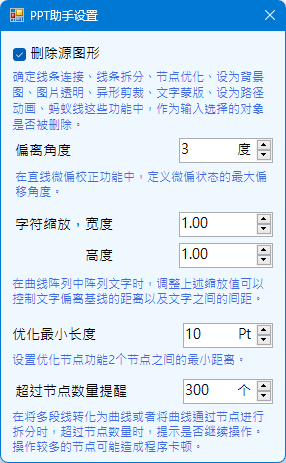 PPT助手设置
删除源图形
确定线条连接、线条拆分、节点优化、设为背景
图、图片透明、异形剪裁、文字蒙版、设为路径
动画、蚂蚁线这些功能中，作为输入选择的对象
是否被删除。
偏离角度 3 度
在直线微偏校正功能中，定义微偏状态的最大偏
移角度。
字符缩放，宽度 1.00
高度 1.00
在曲线阵列中阵列文字时，调整上述缩放值可以
控制文字偏离基线的距离以及文字之间的间距。
优化最小长度 10 Pt
设置优化节点功能2个节点之间的最小距离。
超过节点数量提醒 300 个
在将多段线转化为曲线或者将曲线通过节点进行
拆分时，超过节点数量时，提示是否继续操作。
操作较多的节点可能造成程序卡顿。